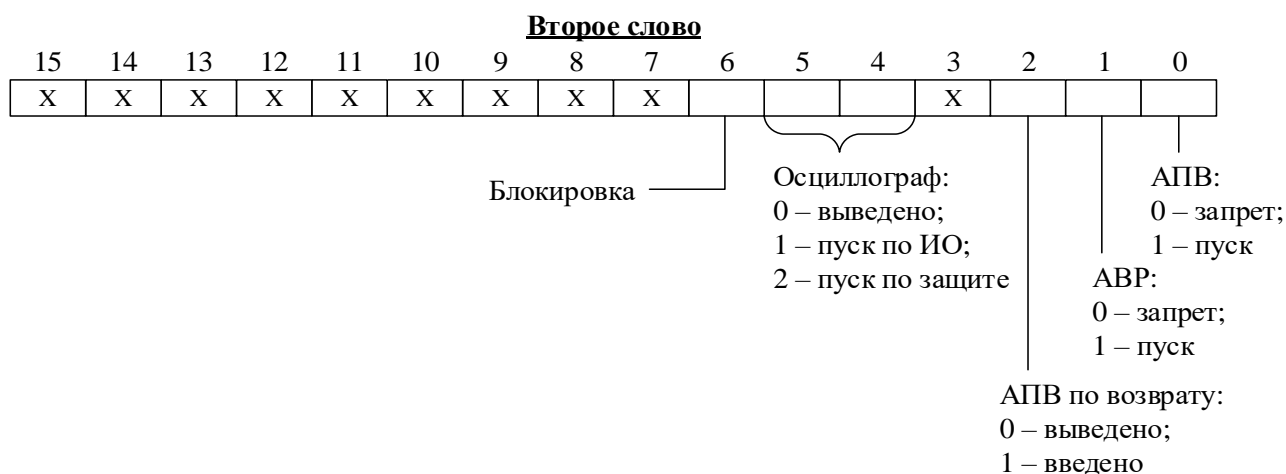 Второе слово
15 14 13 12 11 10 9 8 7 6 5 4 3 2 1 0
X X X X X X X X X X
Блокировка
Осциллограф:
0 – выведено;
1 – пуск по ИО;
2 – пуск по защите
АПВ:
0 – запрет;
1 – пуск
АВР:
0 – запрет;
1 – пуск
АПВ по возврату:
0 – выведено;
1 – введено